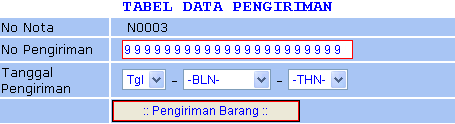 TABEL DATA PENGIRIMAN
No Nota N0003
No Pengiriman 9999999999999999999999
Tanggal Pengiriman Tgl - -BLN- - -THN-
:: Pengiriman Barang ::